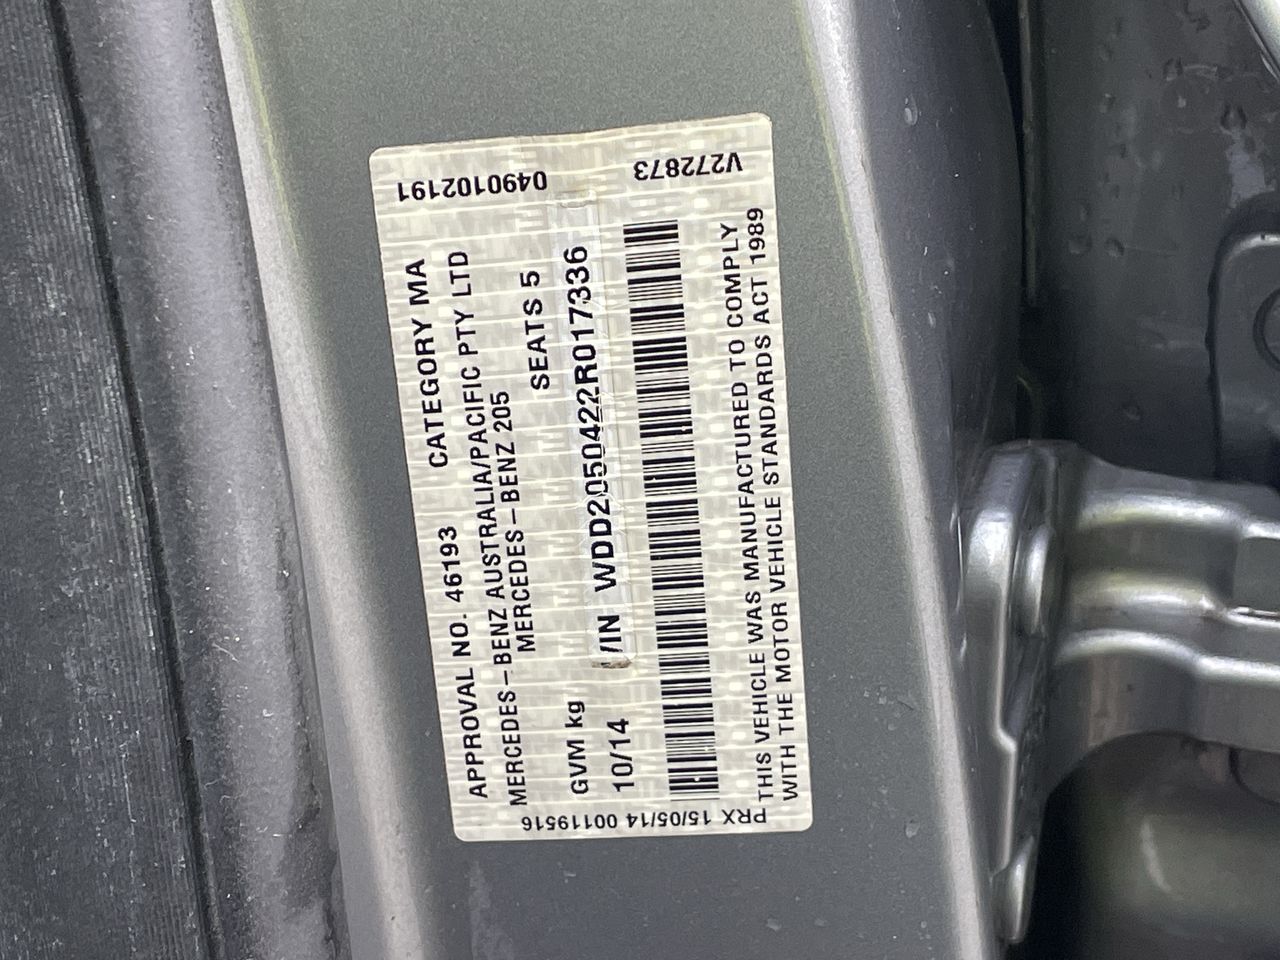 0490102191
V272873
APPROVAL NO. 46193 CATEGORY MA
MERCEDES-BENZ AUSTRALIA/PACIFIC PTY LTD
MERCEDES-BENZ 205
GVM kg SEATS 5
10/14 VIN WDD2050422R017336
THIS VEHICLE WAS MANUFACTURED TO COMPLY
WITH THE MOTOR VEHICLE STANDARDS ACT 1989
PRX 15/05/14 00119516